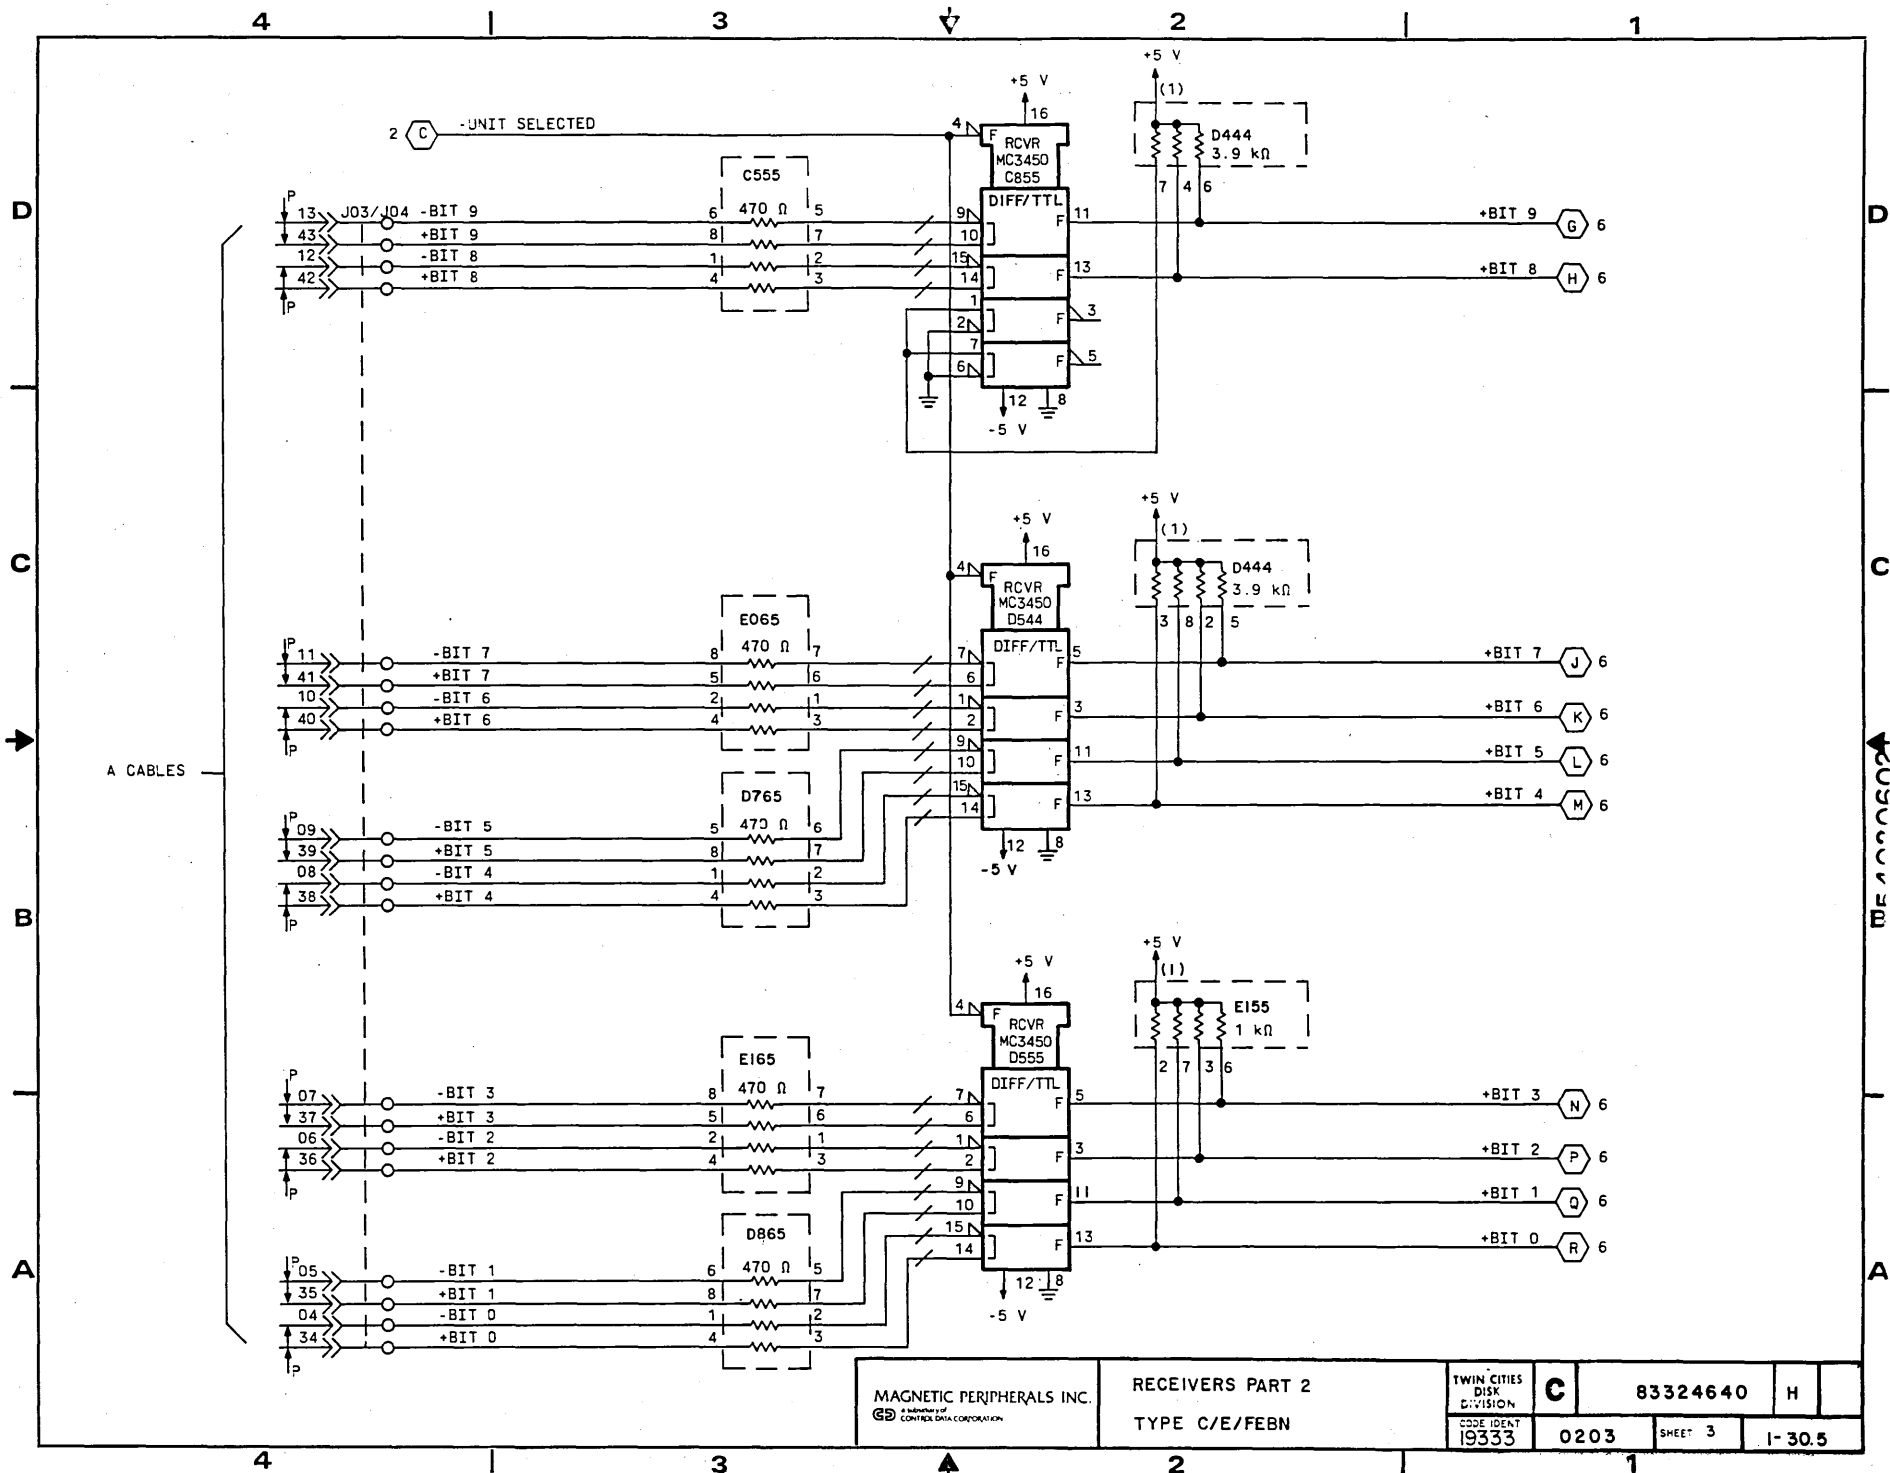 4 3 2 1
D
C
B
A
D
C
B
A
+5 V
+5 V
(1)
2 C -UNIT SELECTED
4 F 16
RCVR
MC3450
C855
DIFF/TTL
D444
3.9 kΩ
7 4 6
C555
470 Ω
P
13 J03/J04 -BIT 9 6 5 9 F 11 +BIT 9 G 6
43 +BIT 9 8 7 10
12 -BIT 8 1 2 15 F 13 +BIT 8 H 6
42 +BIT 8 4 3 14
P
1 F 3
2
7 F 5
6
12 8
-5 V
+5 V
+5 V
(1)
4 F 16
RCVR
MC3450
D544
DIFF/TTL
D444
3.9 kΩ
3 8 2 5
E065
470 Ω
P
11 -BIT 7 8 7 7 F 5 +BIT 7 J 6
41 +BIT 7 5 6 6
10 -BIT 6 2 1 1 F 3 +BIT 6 K 6
40 +BIT 6 4 3 2
P
9 F 11 +BIT 5 L 6
10
15 F 13 +BIT 4 M 6
14
12 8
-5 V
A CABLES
D765
470 Ω
P
09 -BIT 5 5 6
39 +BIT 5 8 7
08 -BIT 4 1 2
38 +BIT 4 4 3
P
+5 V
+5 V
(1)
4 F 16
RCVR
MC3450
D555
DIFF/TTL
E155
1 kΩ
2 7 3 6
E165
470 Ω
P
07 -BIT 3 8 7 7 F 5 +BIT 3 N 6
37 +BIT 3 5 6 6
06 -BIT 2 2 1 1 F 3 +BIT 2 P 6
36 +BIT 2 4 3 2
P
9 F 11 +BIT 1 Q 6
10
15 F 13 +BIT 0 R 6
14
12 8
-5 V
D865
470 Ω
P
05 -BIT 1 6 5
35 +BIT 1 8 7
04 -BIT 0 1 2
34 +BIT 0 4 3
P
MAGNETIC PERIPHERALS INC.
a subsidiary of
CONTROL DATA CORPORATION
RECEIVERS PART 2
TYPE C/E/FEBN
TWIN CITIES
DISK
DIVISION
C 83324640 H
CODE IDENT
19333
0203 SHEET 3 1-30.5
4 3 2 1